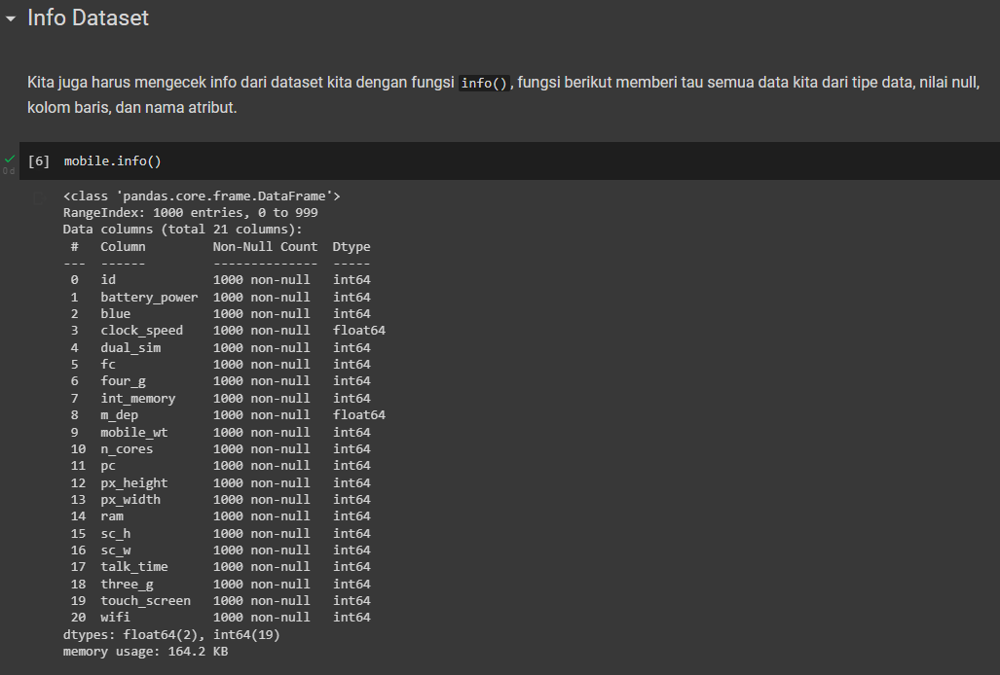 Info Dataset
Kita juga harus mengecek info dari dataset kita dengan fungsi info(), fungsi berikut memberi tau semua data kita dari tipe data, nilai null,
kolom baris, dan nama atribut.
[6] mobile.info()
0 d
<class 'pandas.core.frame.DataFrame'>
RangeIndex: 1000 entries, 0 to 999
Data columns (total 21 columns):
 #   Column         Non-Null Count  Dtype
---  ------         --------------  -----
 0   id             1000 non-null   int64
 1   battery_power  1000 non-null   int64
 2   blue           1000 non-null   int64
 3   clock_speed    1000 non-null   float64
 4   dual_sim       1000 non-null   int64
 5   fc             1000 non-null   int64
 6   four_g         1000 non-null   int64
 7   int_memory     1000 non-null   int64
 8   m_dep          1000 non-null   float64
 9   mobile_wt      1000 non-null   int64
 10  n_cores        1000 non-null   int64
 11  pc             1000 non-null   int64
 12  px_height      1000 non-null   int64
 13  px_width       1000 non-null   int64
 14  ram            1000 non-null   int64
 15  sc_h           1000 non-null   int64
 16  sc_w           1000 non-null   int64
 17  talk_time      1000 non-null   int64
 18  three_g        1000 non-null   int64
 19  touch_screen   1000 non-null   int64
 20  wifi           1000 non-null   int64
dtypes: float64(2), int64(19)
memory usage: 164.2 KB